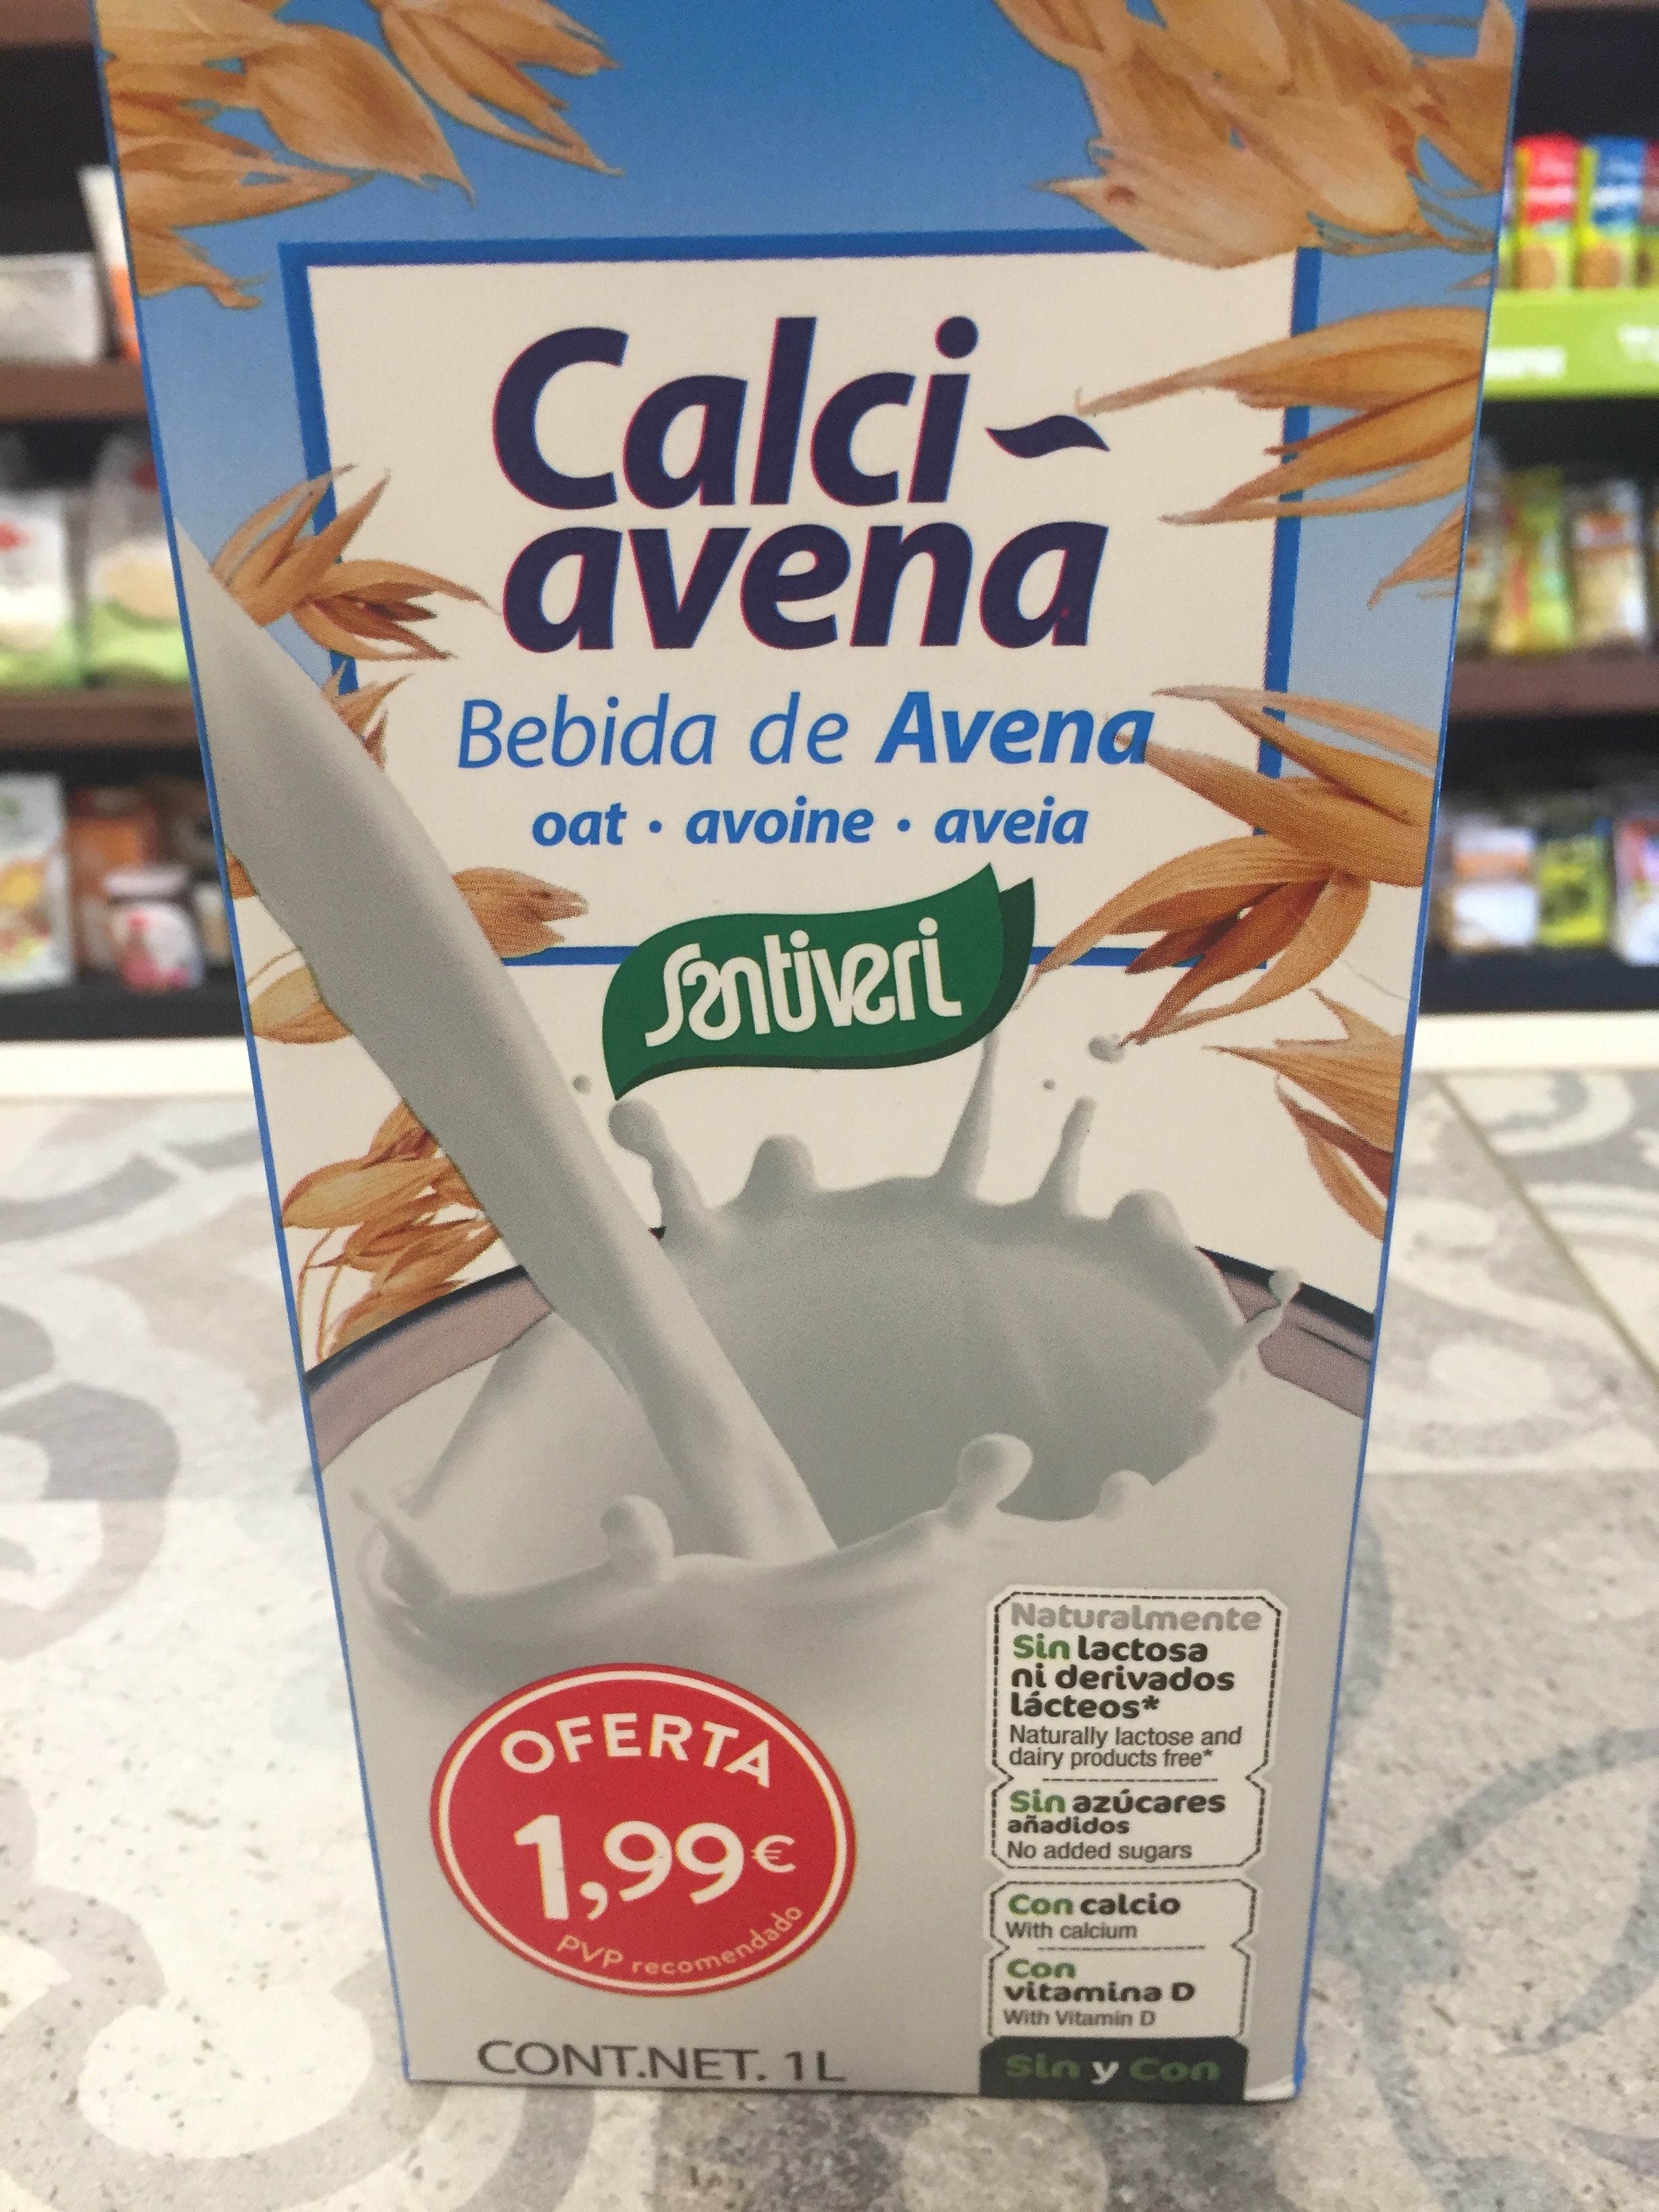 Calci-
avena
Bebida de Avena
oat • avoine • aveia
Santiveri
Naturalmente
Sin lactosa
ni derivados
lácteos*
Naturally lactose and
dairy products free*
Sin azúcares
añadidos
No added sugars
Con calcio
With calcium
Con
vitamina D
With Vitamin D
Sin y Con
OFERTA
1,99€
PVP recomendado
CONT.NET. 1L